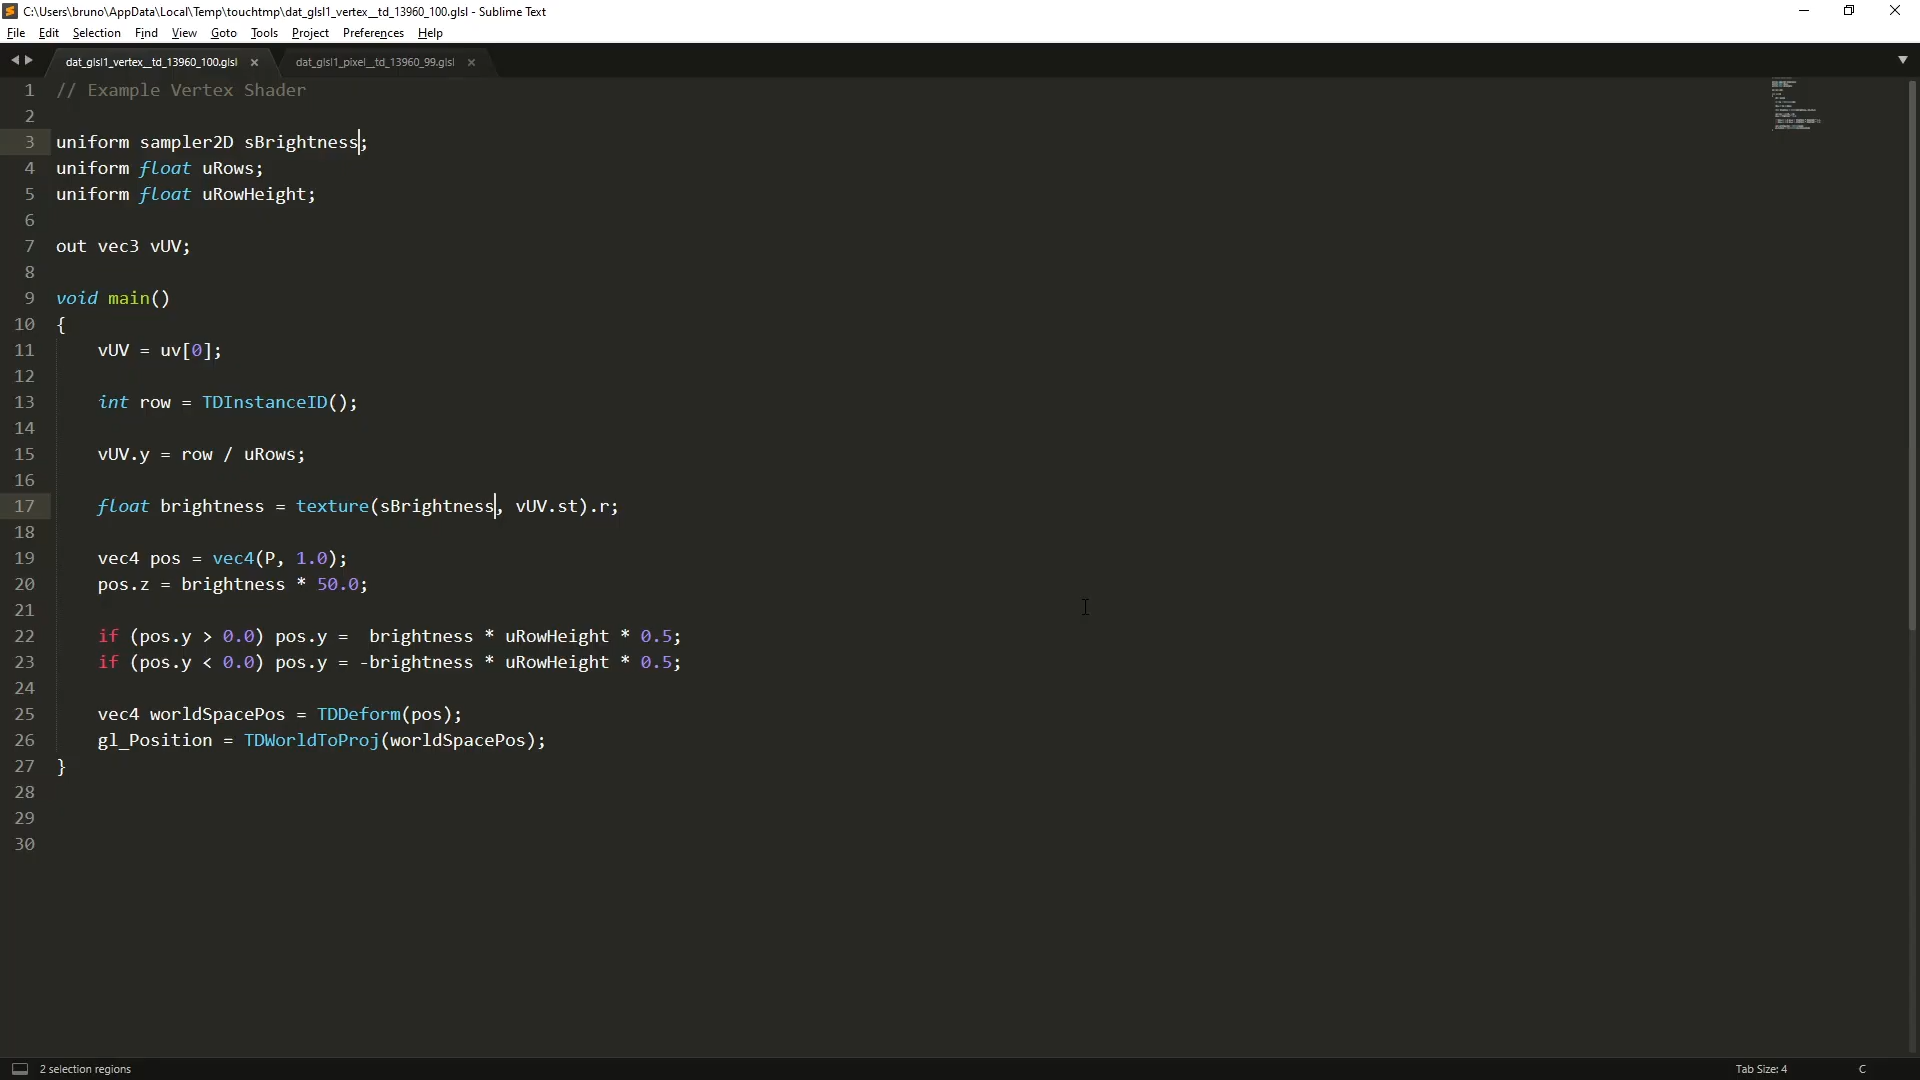 C:\Users\bruno\AppData\Local\Temp\touchtmp\dat_glsl1_vertex__td_13960_100.glsl - Sublime Text
File Edit Selection Find View Goto Tools Project Preferences Help
dat_glsl1_vertex__td_13960_100.glsl × dat_glsl1_pixel__td_13960_99.glsl ×
1 // Example Vertex Shader
2
3 uniform sampler2D sBrightness;
4 uniform float uRows;
5 uniform float uRowHeight;
6
7 out vec3 vUV;
8
9 void main()
10 {
11     vUV = uv[0];
12
13     int row = TDInstanceID();
14
15     vUV.y = row / uRows;
16
17     float brightness = texture(sBrightness, vUV.st).r;
18
19     vec4 pos = vec4(P, 1.0);
20     pos.z = brightness * 50.0;
21
22     if (pos.y > 0.0) pos.y =  brightness * uRowHeight * 0.5;
23     if (pos.y < 0.0) pos.y = -brightness * uRowHeight * 0.5;
24
25     vec4 worldSpacePos = TDDeform(pos);
26     gl_Position = TDWorldToProj(worldSpacePos);
27 }
28
29
30
2 selection regions Tab Size: 4 C